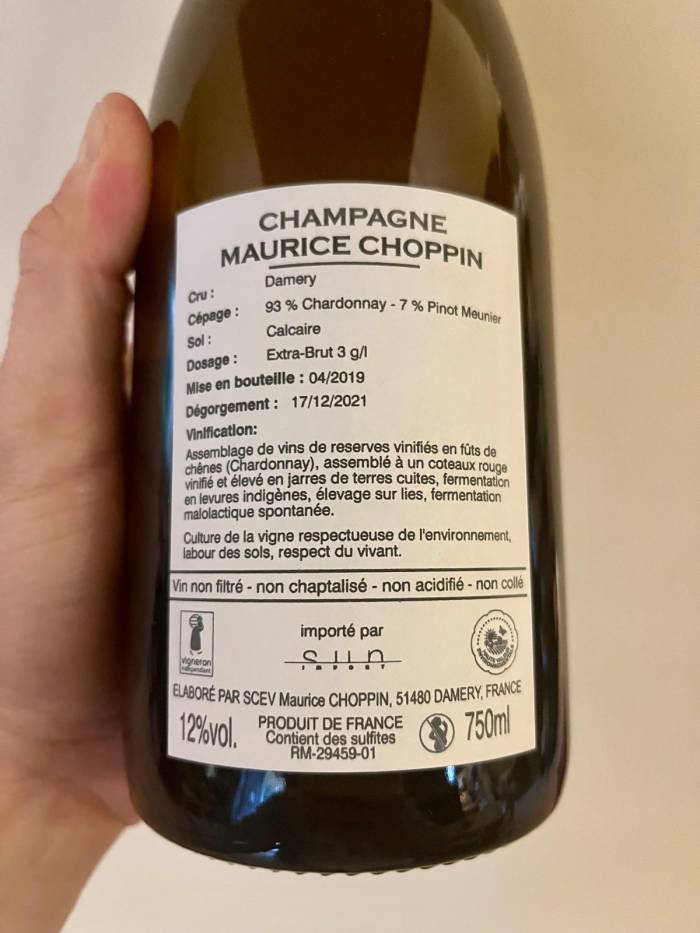 CHAMPAGNE
MAURICE CHOPPIN
Cru : Damery
Cépage : 93 % Chardonnay - 7 % Pinot Meunier
Sol : Calcaire
Dosage : Extra-Brut 3 g/l
Mise en bouteille : 04/2019
Dégorgement : 17/12/2021
Vinification:
Assemblage de vins de reserves vinifiés en fûts de
chênes (Chardonnay), assemblé à un coteaux rouge
vinifié et élevé en jarres de terres cuites, fermentation
en levures indigènes, élevage sur lies, fermentation
malolactique spontanée.
Culture de la vigne respectueuse de l'environnement,
labour des sols, respect du vivant.
Vin non filtré - non chaptalisé - non acidifié - non collé
vigneron
indépendant
importé par
SUN
IMPORT
ELABORÉ PAR SCEV Maurice CHOPPIN, 51480 DAMERY, FRANCE
12%vol.
PRODUIT DE FRANCE
Contient des sulfites
RM-29459-01
750ml